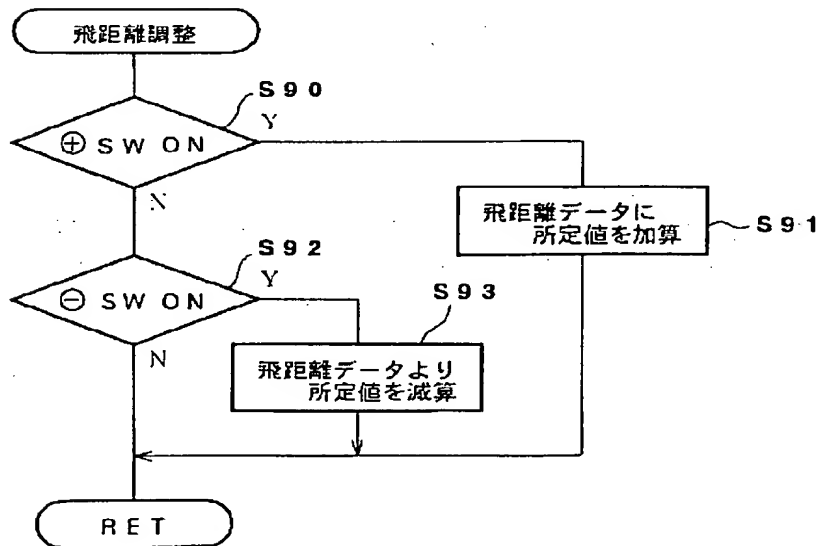 飛距離調整
S90
⊕ SW ON
Y
N
飛距離データに
所定値を加算
S91
S92
⊖ SW ON
Y
N
S93
飛距離データより
所定値を減算
RET